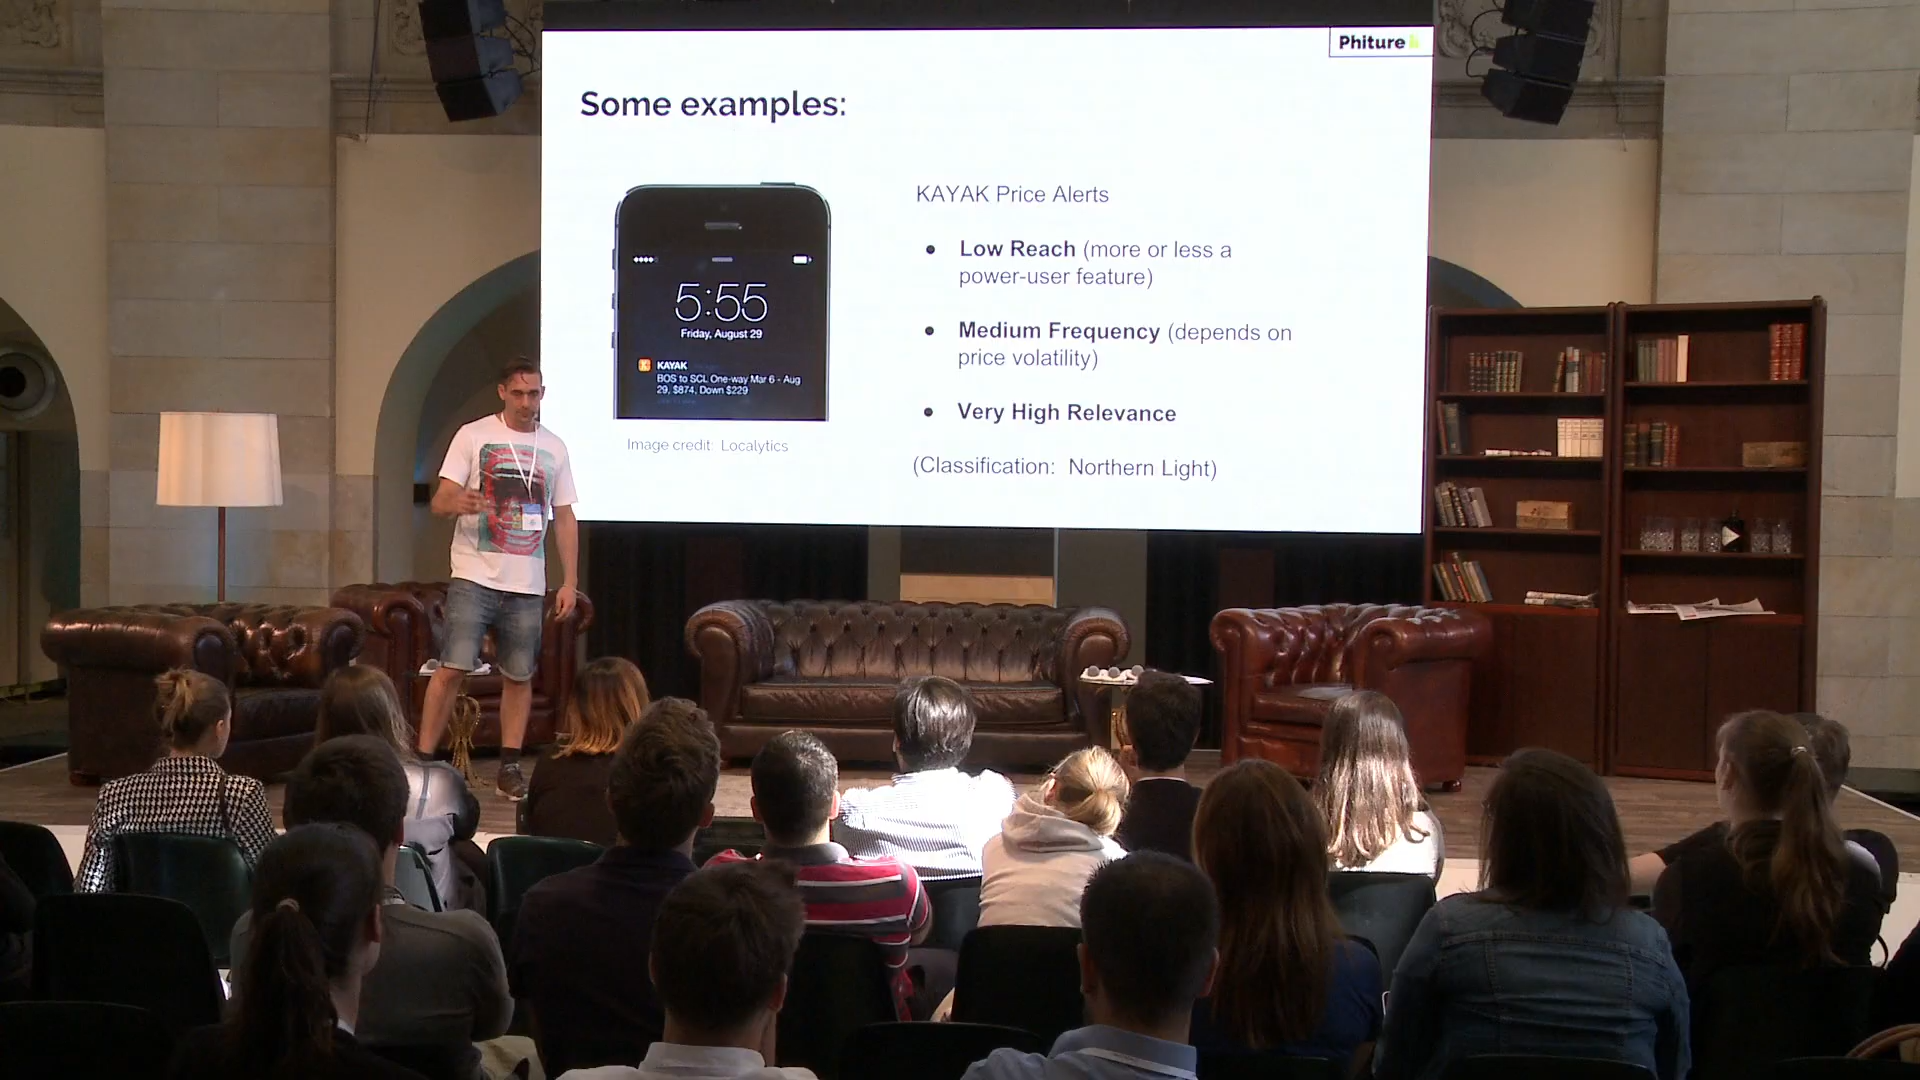 Phiture
Some examples:
5:55
Friday, August 29
KAYAK
BOS to SCL One-way Mar 6 - Aug
29, $874, Down $229
Image credit: Localytics
KAYAK Price Alerts
• Low Reach (more or less a
power-user feature)
• Medium Frequency (depends on
price volatility)
• Very High Relevance
(Classification: Northern Light)